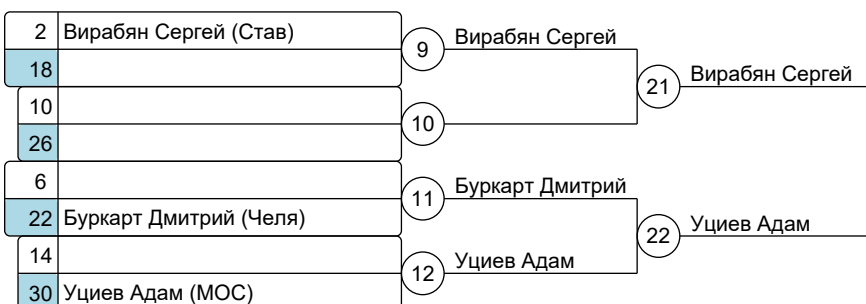 2 Вирабян Сергей (Став)
18
9 Вирабян Сергей
21 Вирабян Сергей
10
26
10
6
22 Буркарт Дмитрий (Челя)
11 Буркарт Дмитрий
22 Уциев Адам
14
30 Уциев Адам (МОС)
12 Уциев Адам